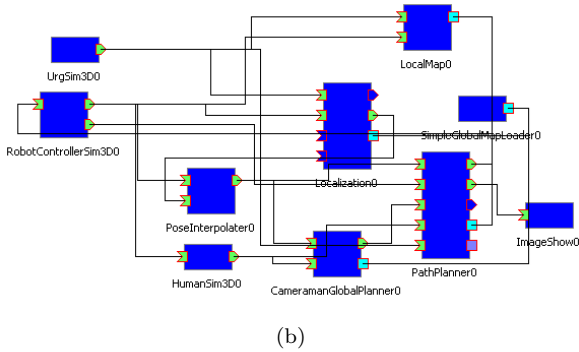 LocalMap0
UrgSim3D0
SimpleGlobalMapLoader0
RobotControllerSim3D0
Localization0
PoseInterpolater0
ImageShow0
PathPlanner0
HumanSim3D0
CameramanGlobalPlanner0
(b)